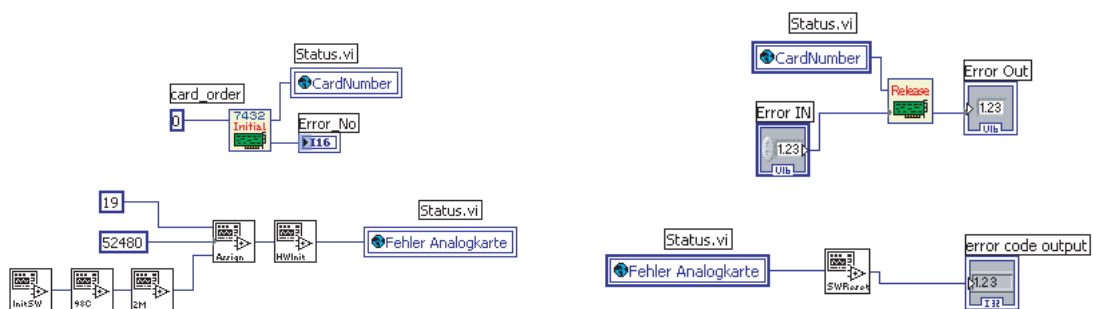 Status.vi
CardNumber
card_order
0
7432
Initial
Error_No
I16
Status.vi
CardNumber
Release
Error Out
1.23
Error IN
1.23
19
52480
Assign
HWInit
Status.vi
Fehler Analogkarte
InitSW
98C
2M
Status.vi
Fehler Analogkarte
SWReset
error code output
1.23
I32